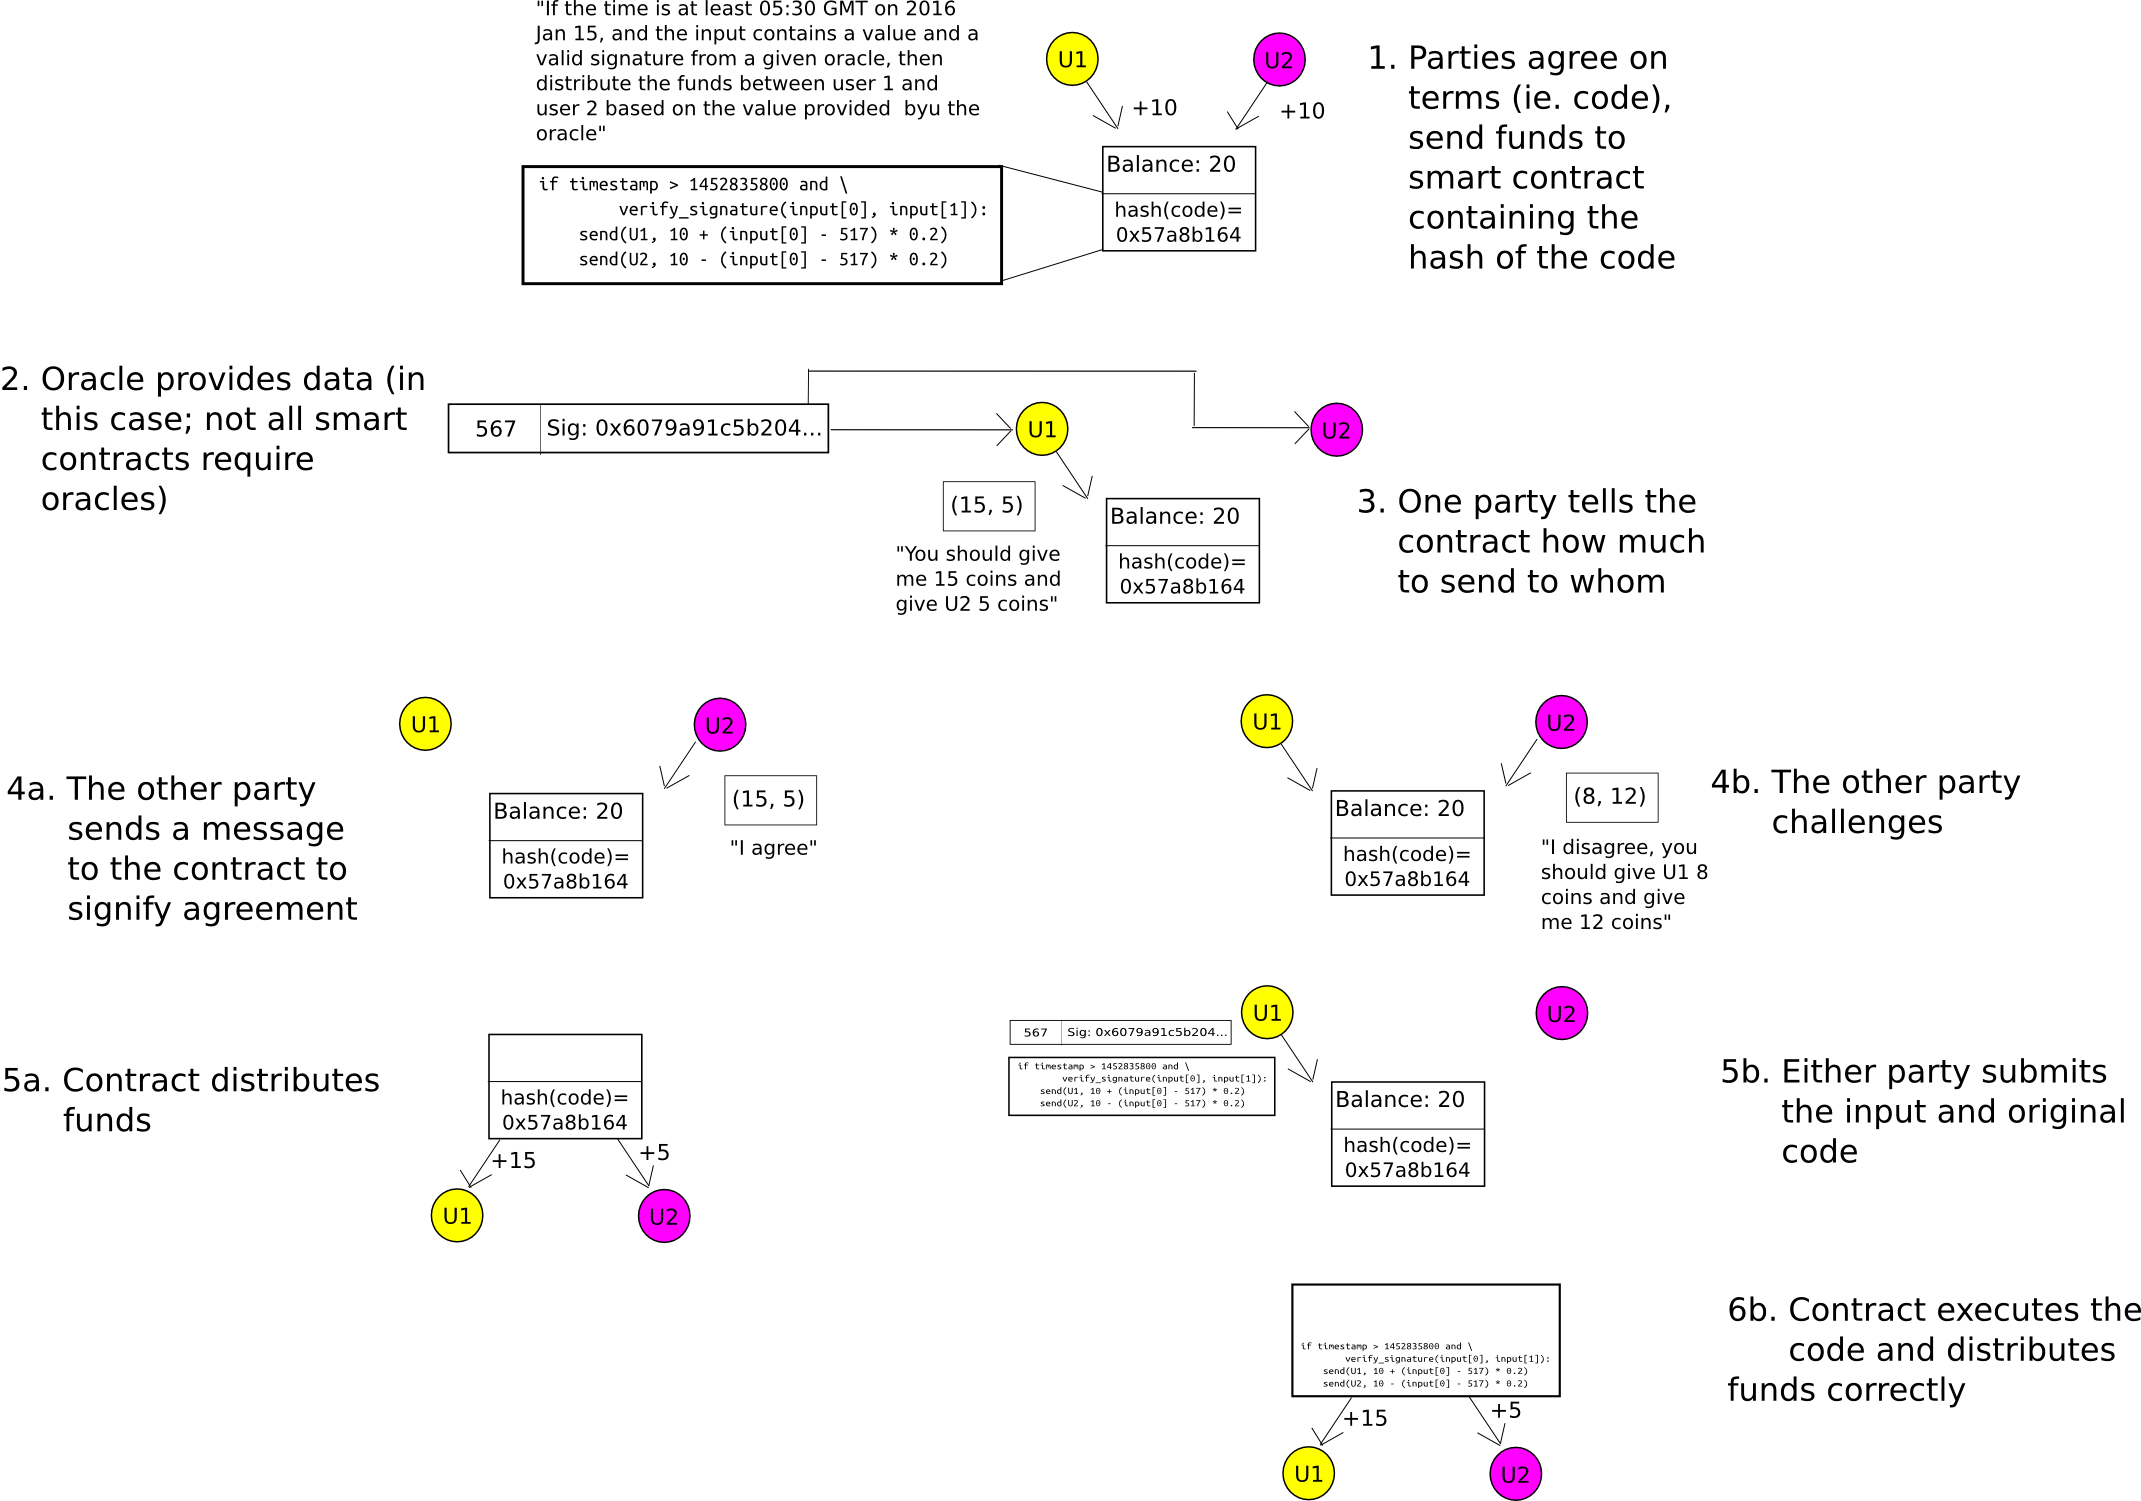 "If the time is at least 05:30 GMT on 2016
Jan 15, and the input contains a value and a
valid signature from a given oracle, then
distribute the funds between user 1 and
user 2 based on the value provided  byu the
oracle"
if timestamp > 1452835800 and \
verify_signature(input[0], input[1]):
send(U1, 10 + (input[0] - 517) * 0.2)
send(U2, 10 - (input[0] - 517) * 0.2)
U1
U2
+10
+10
Balance: 20
hash(code)=
0x57a8b164
1. Parties agree on
terms (ie. code),
send funds to
smart contract
containing the
hash of the code
2. Oracle provides data (in
this case; not all smart
contracts require
oracles)
567
Sig: 0x6079a91c5b204...
U1
U2
(15, 5)
"You should give
me 15 coins and
give U2 5 coins"
Balance: 20
hash(code)=
0x57a8b164
3. One party tells the
contract how much
to send to whom
4a. The other party
sends a message
to the contract to
signify agreement
U1
U2
Balance: 20
hash(code)=
0x57a8b164
(15, 5)
"I agree"
U1
U2
Balance: 20
hash(code)=
0x57a8b164
(8, 12)
"I disagree, you
should give U1 8
coins and give
me 12 coins"
4b. The other party
challenges
5a. Contract distributes
funds
hash(code)=
0x57a8b164
+15
+5
U1
U2
567
Sig: 0x6079a91c5b204...
if timestamp > 1452835800 and \
verify_signature(input[0], input[1]):
send(U1, 10 + (input[0] - 517) * 0.2)
send(U2, 10 - (input[0] - 517) * 0.2)
U1
U2
Balance: 20
hash(code)=
0x57a8b164
5b. Either party submits
the input and original
code
if timestamp > 1452835800 and \
verify_signature(input[0], input[1]):
send(U1, 10 + (input[0] - 517) * 0.2)
send(U2, 10 - (input[0] - 517) * 0.2)
+15
+5
U1
U2
6b. Contract executes the
code and distributes
funds correctly